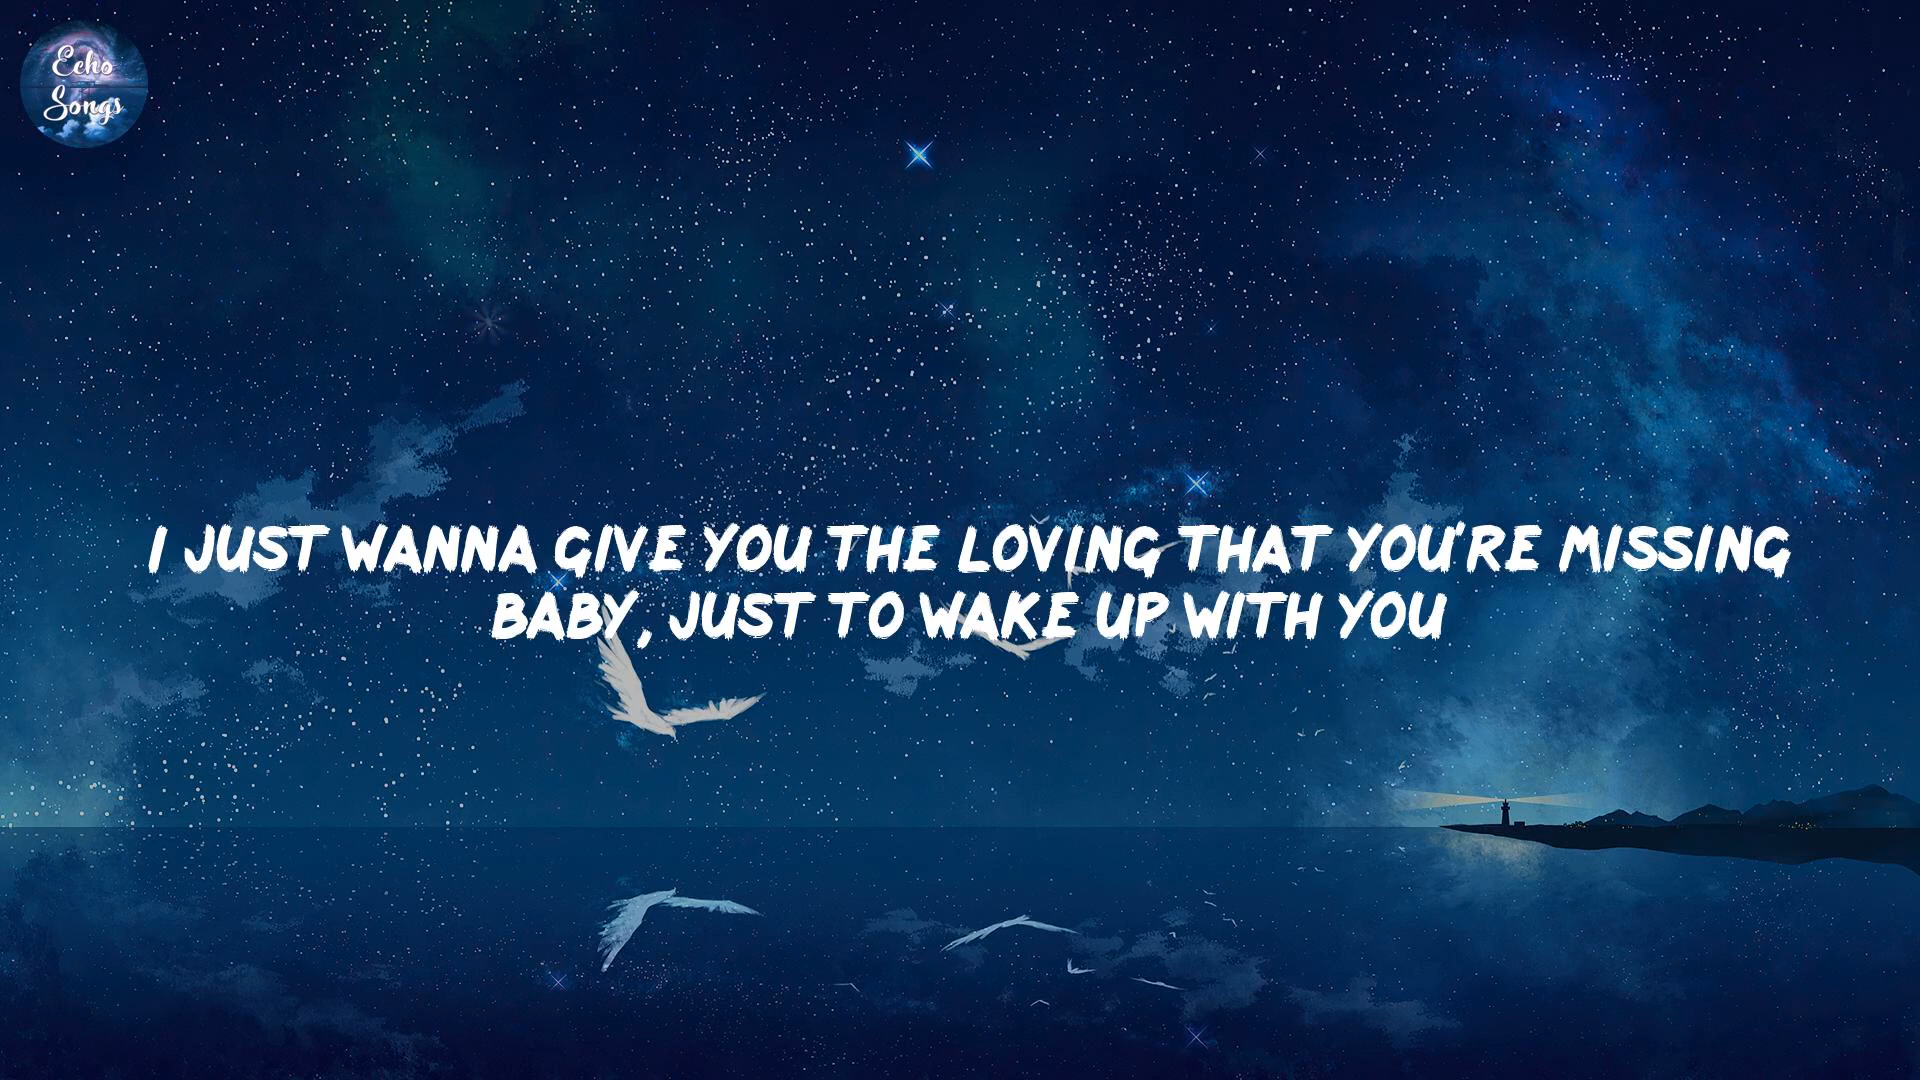 Echo
Songs
I JUST WANNA GIVE YOU THE LOVING THAT YOU'RE MISSING
BABY, JUST TO WAKE UP WITH YOU